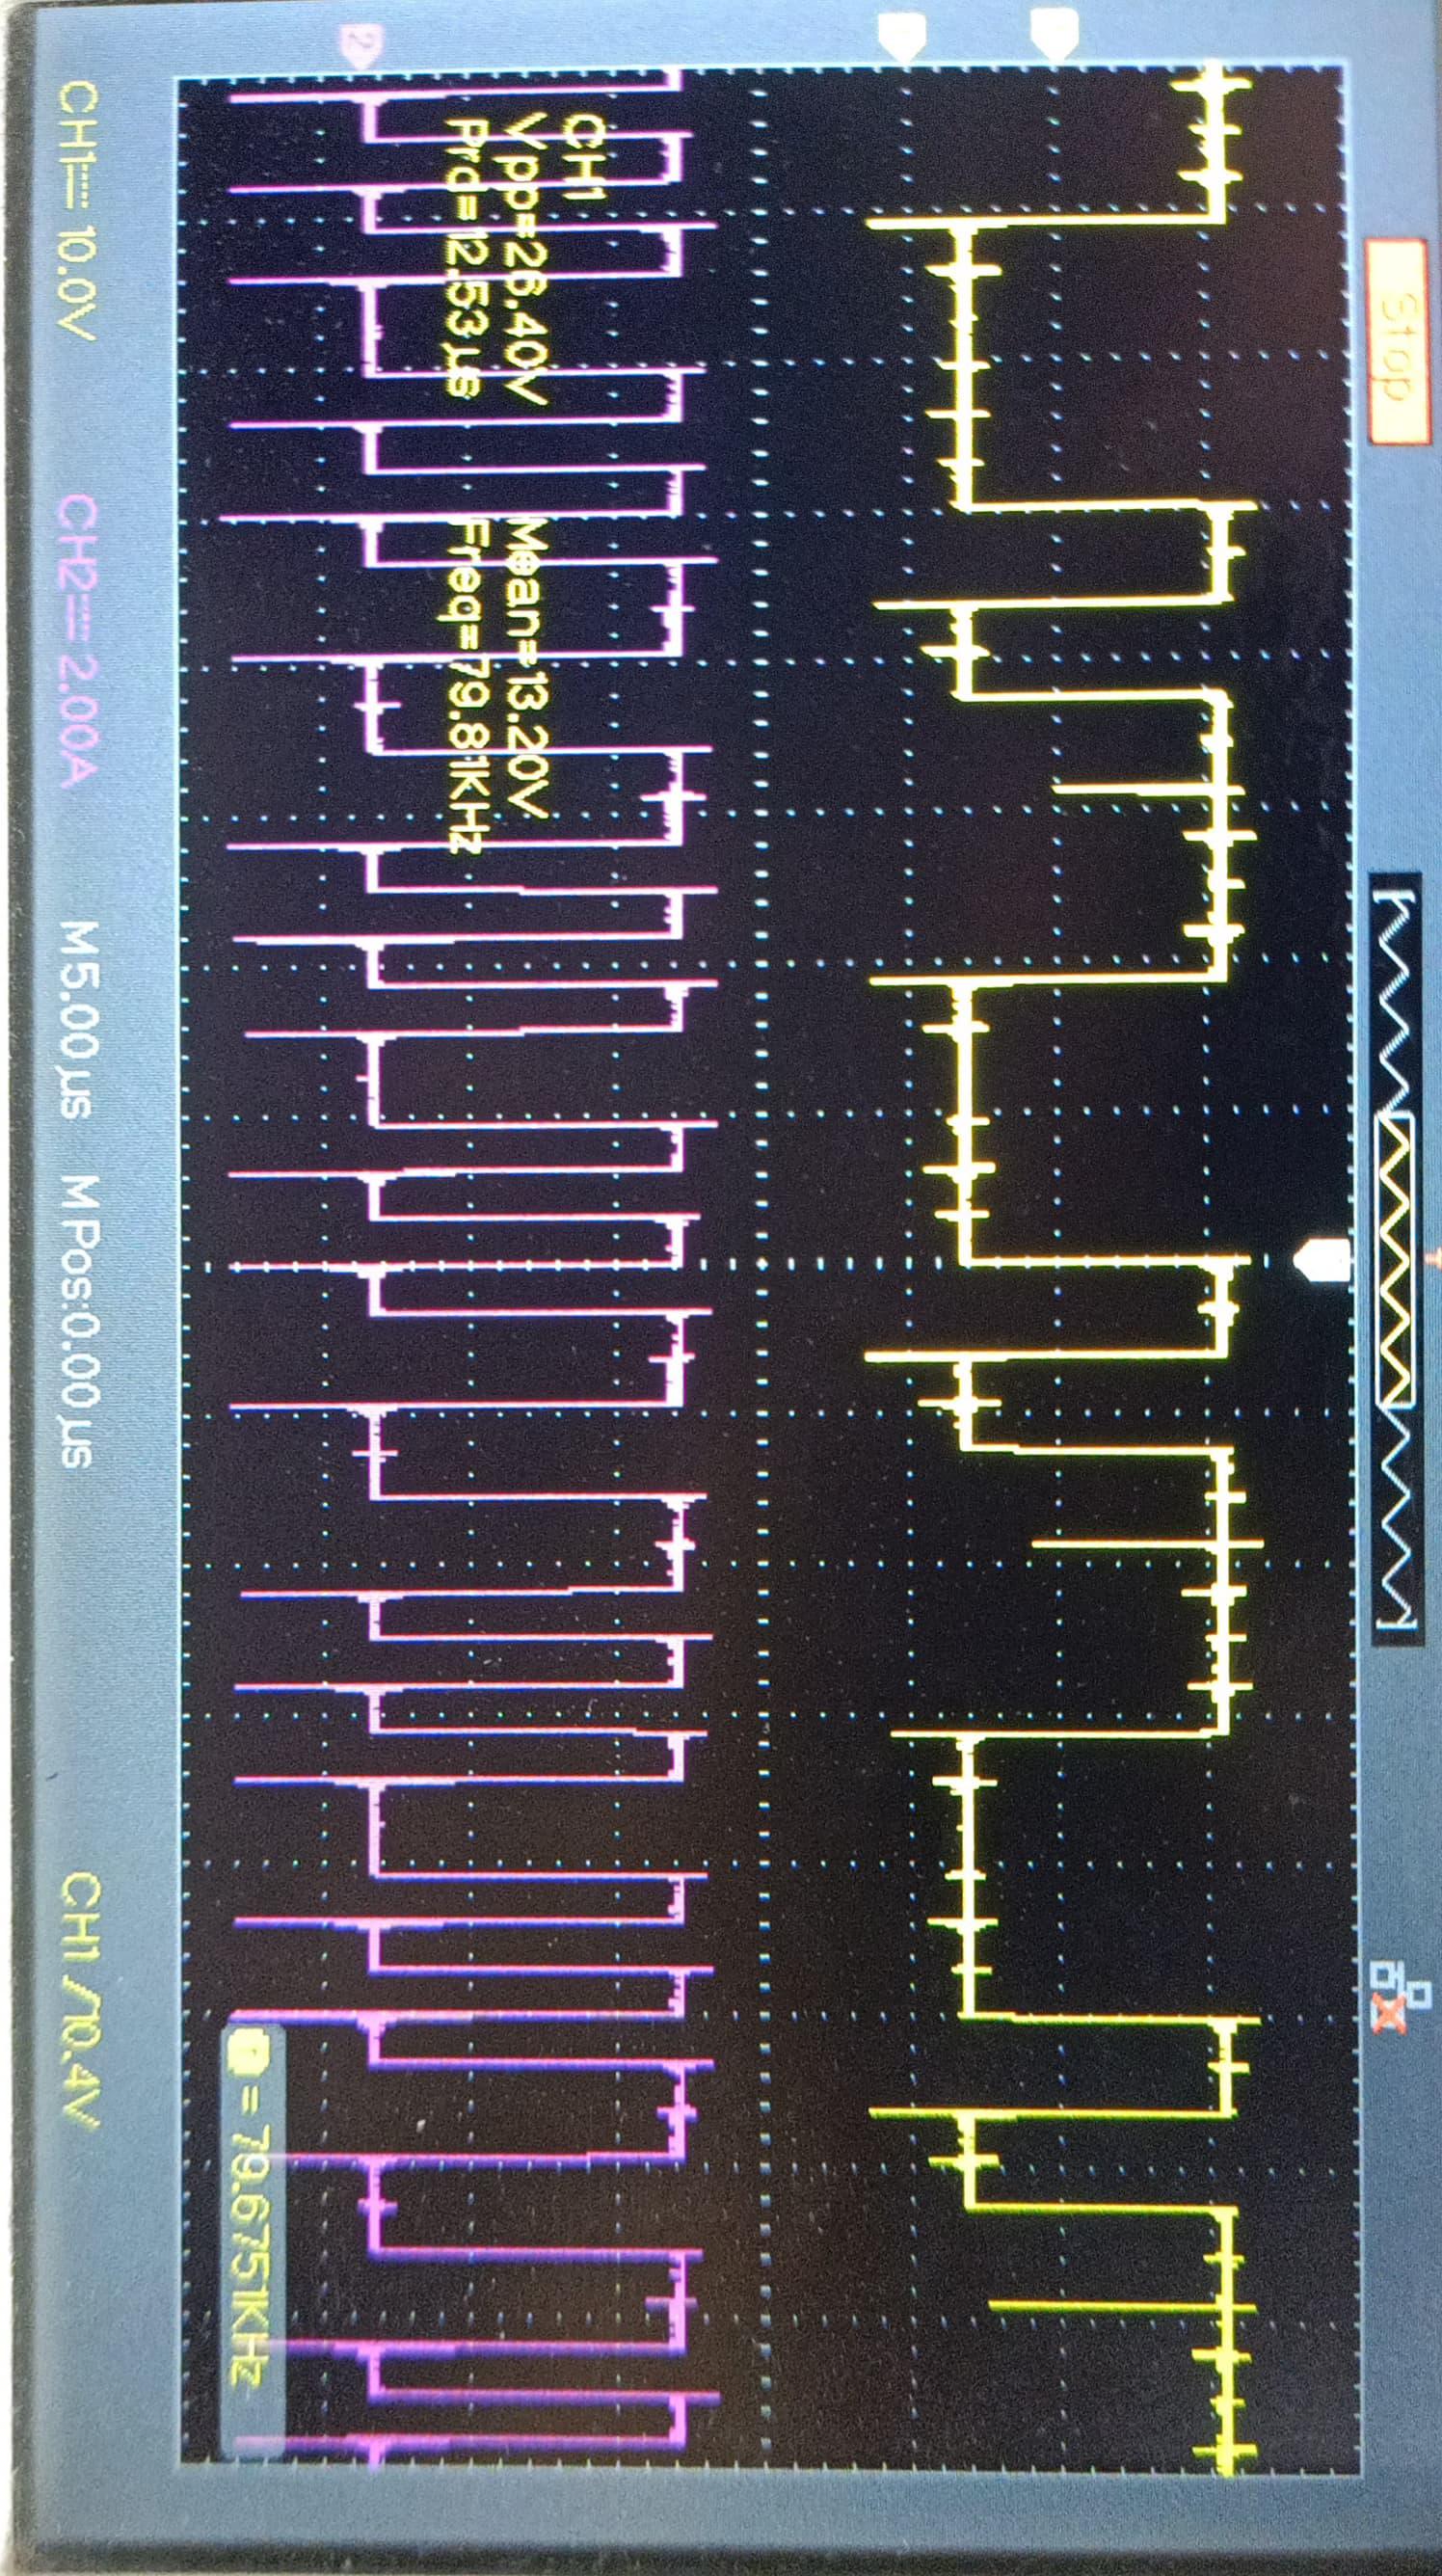 Stop
CH1
Vpp=26.40V Mean=13.20V
Prd=12.53µs Freq=79.81KHz
2
= 79.6751KHz
CH1 10.0V CH2 2.00A M 5.00µs M Pos:0.00µs CH1 / 10.4V